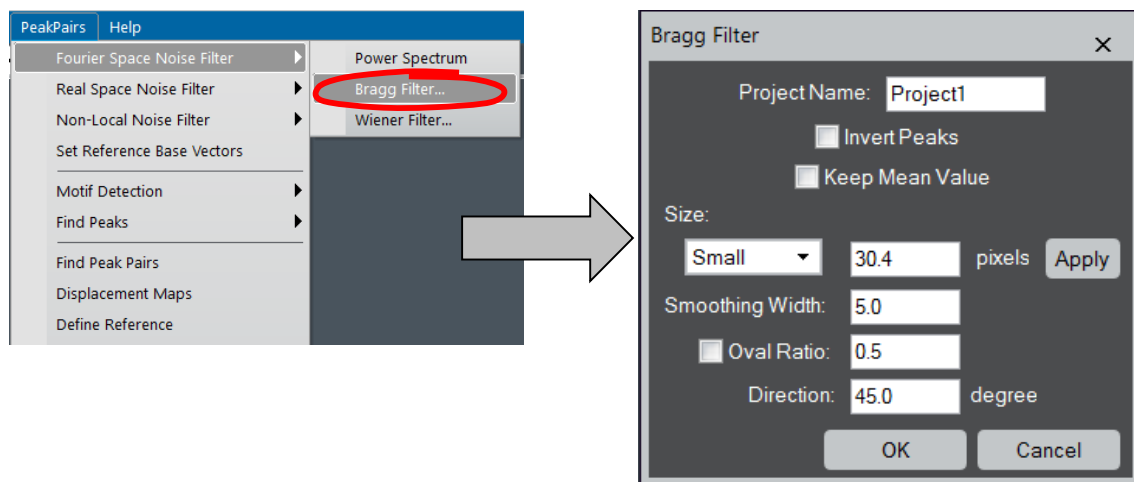 PeakPairs Help
Fourier Space Noise Filter
Real Space Noise Filter
Non-Local Noise Filter
Set Reference Base Vectors
Motif Detection
Find Peaks
Find Peak Pairs
Displacement Maps
Define Reference
Power Spectrum
Bragg Filter...
Wiener Filter...
Bragg Filter ×
Project Name: Project1
Invert Peaks
Keep Mean Value
Size:
Small 30.4 pixels Apply
Smoothing Width: 5.0
Oval Ratio: 0.5
Direction: 45.0 degree
OK Cancel